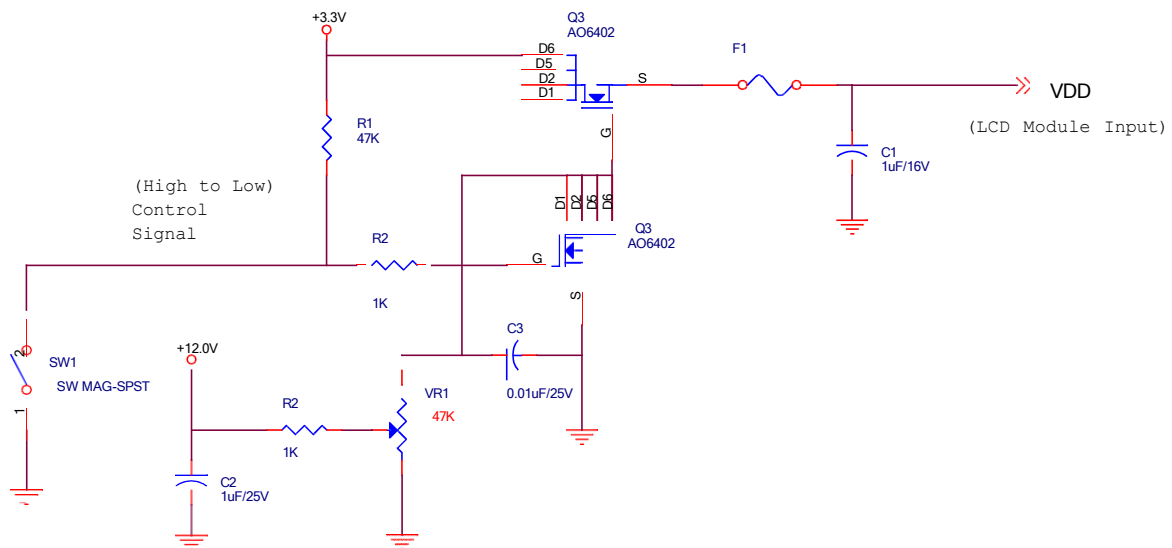 +3.3V
Q3
AO6402
D6
D5
D2
D1
S
G
F1
VDD
(LCD Module Input)
R1
47K
C1
1uF/16V
(High to Low)
Control
Signal
D1
D2
D5
D6
Q3
AO6402
R2
1K
G
S
2
SW1
SW MAG-SPST
1
+12.0V
C3
0.01uF/25V
R2
1K
VR1
47K
C2
1uF/25V